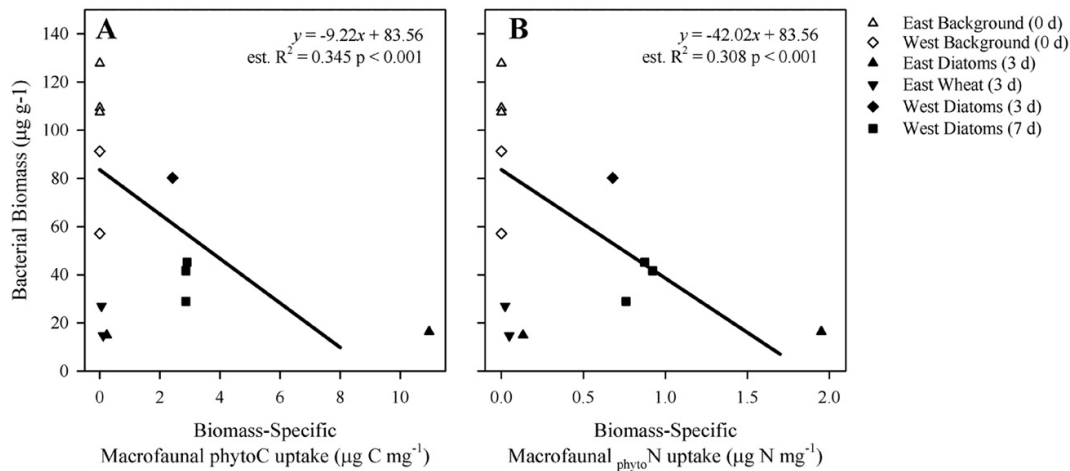 A
y = -9.22x + 83.56
est. R² = 0.345 p < 0.001
B
y = -42.02x + 83.56
est. R² = 0.308 p < 0.001
East Background (0 d)
West Background (0 d)
East Diatoms (3 d)
East Wheat (3 d)
West Diatoms (3 d)
West Diatoms (7 d)
Bacterial Biomass (µg g-1)
140
120
100
80
60
40
20
0
0 2 4 6 8 10
0.0 0.5 1.0 1.5 2.0
Biomass-Specific
Macrofaunal phytoC uptake (µg C mg⁻¹)
Biomass-Specific
Macrofaunal phytoN uptake (µg N mg⁻¹)